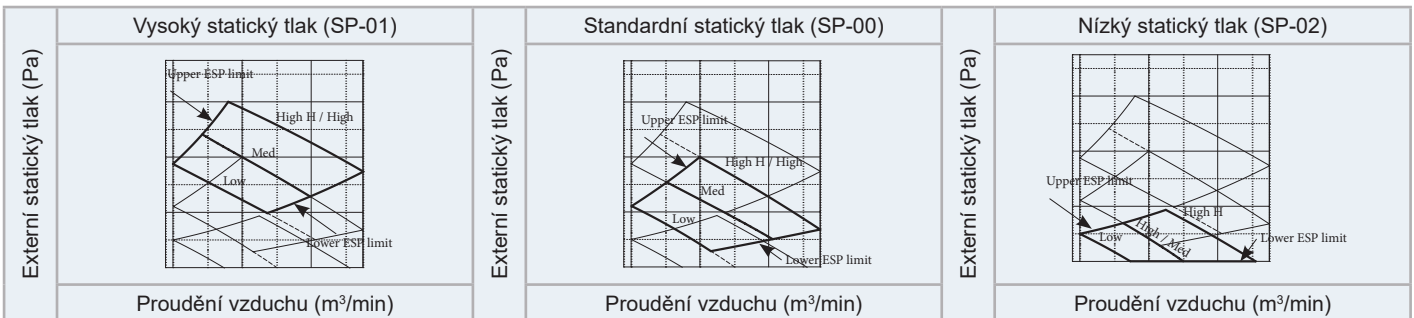 Externí statický tlak (Pa)
Vysoký statický tlak (SP-01)
Upper ESP limit
High H / High
Med
Low
Lower ESP limit
Proudění vzduchu (m³/min)
Externí statický tlak (Pa)
Standardní statický tlak (SP-00)
Upper ESP limit
High H / High
Med
Low
Lower ESP limit
Proudění vzduchu (m³/min)
Externí statický tlak (Pa)
Nízký statický tlak (SP-02)
Upper ESP limit
High H
Low
High / Med
Lower ESP limit
Proudění vzduchu (m³/min)